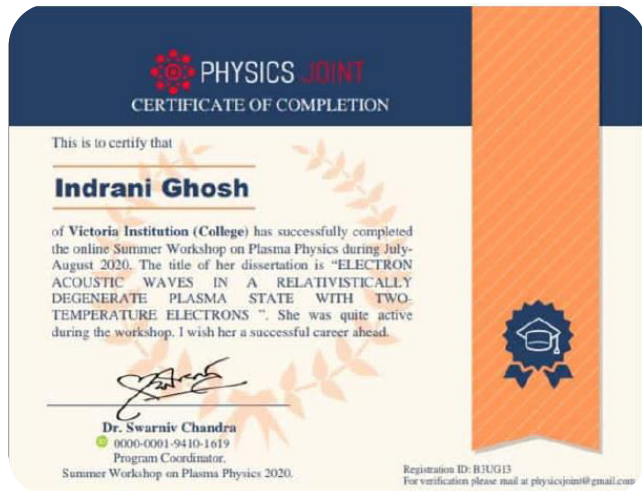 PHYSICS JOINT
CERTIFICATE OF COMPLETION
This is to certify that
Indrani Ghosh
of Victoria Institution (College) has successfully completed
the online Summer Workshop on Plasma Physics during July-
August 2020. The title of her dissertation is “ELECTRON
ACOUSTIC WAVES IN A RELATIVISTICALLY
DEGENERATE PLASMA STATE WITH TWO-
TEMPERATURE ELECTRONS ”. She was quite active
during the workshop. I wish her a successful career ahead.
Dr. Swarniv Chandra
iD 0000-0001-9410-1619
Program Coordinator.
Summer Workshop on Plasma Physics 2020.
Registration ID: B3UG13
For verification please mail at physicsjoint@gmail.com